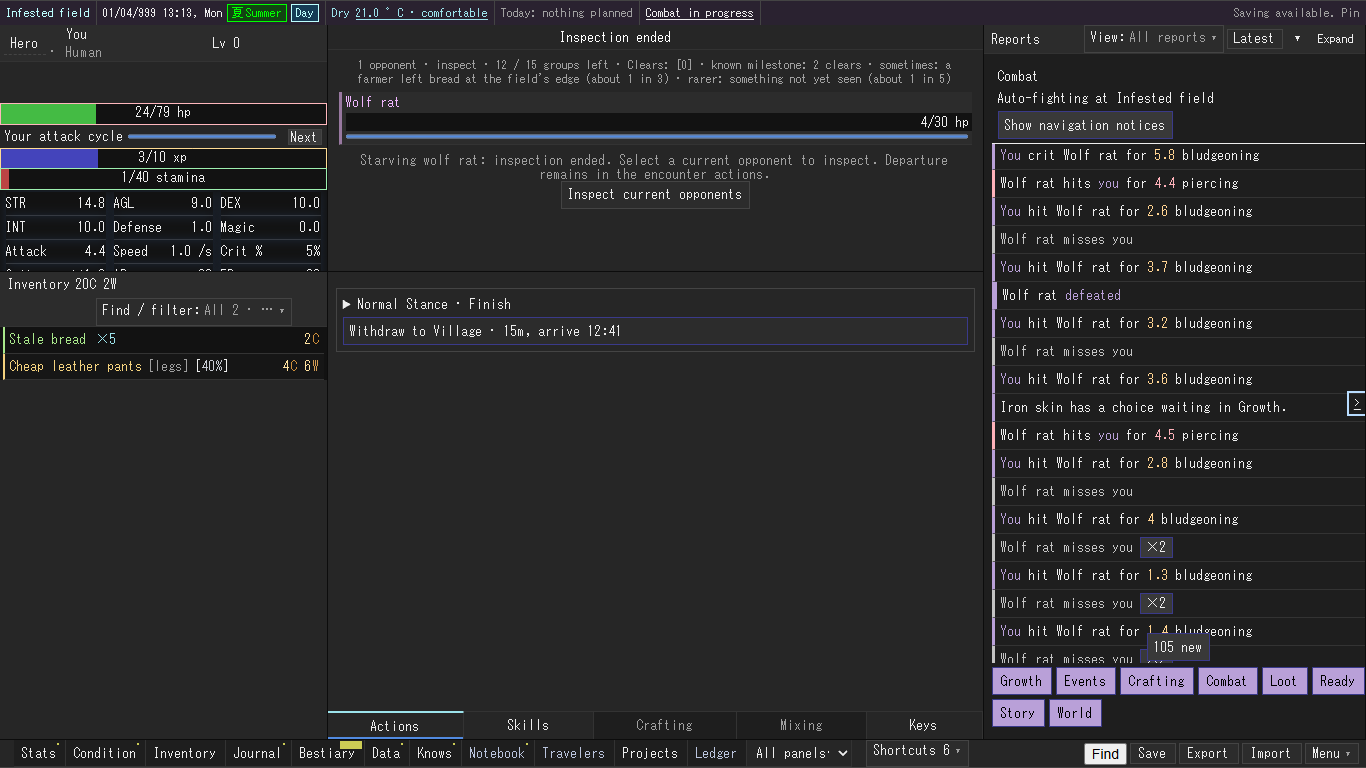 Infested field 01/04/999 13:13, Mon 夏Summer Day Dry 21.0 ° C · comfortable Today: nothing planned Combat in progress Saving available. Pin
Hero · You Lv 0
Human
24/79 hp
Your attack cycle Next
3/10 xp
1/40 stamina
STR 14.8 AGL 9.0 DEX 10.0
INT 10.0 Defense 1.0 Magic 0.0
Attack 4.4 Speed 1.0 /s Crit % 5%
Inventory 20C 2W
Find / filter: All 2 · ⋯ ▾
Stale bread ×5 2C
Cheap leather pants [legs] [40%] 4C 6W
Inspection ended
1 opponent · inspect · 12 / 15 groups left · Clears: [0] · known milestone: 2 clears · sometimes: a
farmer left bread at the field's edge (about 1 in 3) · rarer: something not yet seen (about 1 in 5)
Wolf rat
4/30 hp
Starving wolf rat: inspection ended. Select a current opponent to inspect. Departure
remains in the encounter actions.
Inspect current opponents
▶ Normal Stance · Finish
Withdraw to Village · 15m, arrive 12:41
Actions Skills Crafting Mixing Keys
Reports View: All reports ▾ Latest ▾ Expand
Combat
Auto-fighting at Infested field
Show navigation notices
You crit Wolf rat for 5.8 bludgeoning
Wolf rat hits you for 4.4 piercing
You hit Wolf rat for 2.6 bludgeoning
Wolf rat misses you
You hit Wolf rat for 3.7 bludgeoning
Wolf rat defeated
You hit Wolf rat for 3.2 bludgeoning
Wolf rat misses you
You hit Wolf rat for 3.6 bludgeoning
Iron skin has a choice waiting in Growth.
Wolf rat hits you for 4.5 piercing
You hit Wolf rat for 2.8 bludgeoning
Wolf rat misses you
You hit Wolf rat for 4 bludgeoning
Wolf rat misses you ×2
You hit Wolf rat for 1.3 bludgeoning
Wolf rat misses you ×2
You hit Wolf rat for 1.4 bludgeoning
Wolf rat misses you
105 new
>
Growth Events Crafting Combat Loot Ready
Story World
Stats Condition Inventory Journal Bestiary Data Knows Notebook Travelers Projects Ledger All panels Shortcuts 6 ▾ Find Save Export Import Menu ▾